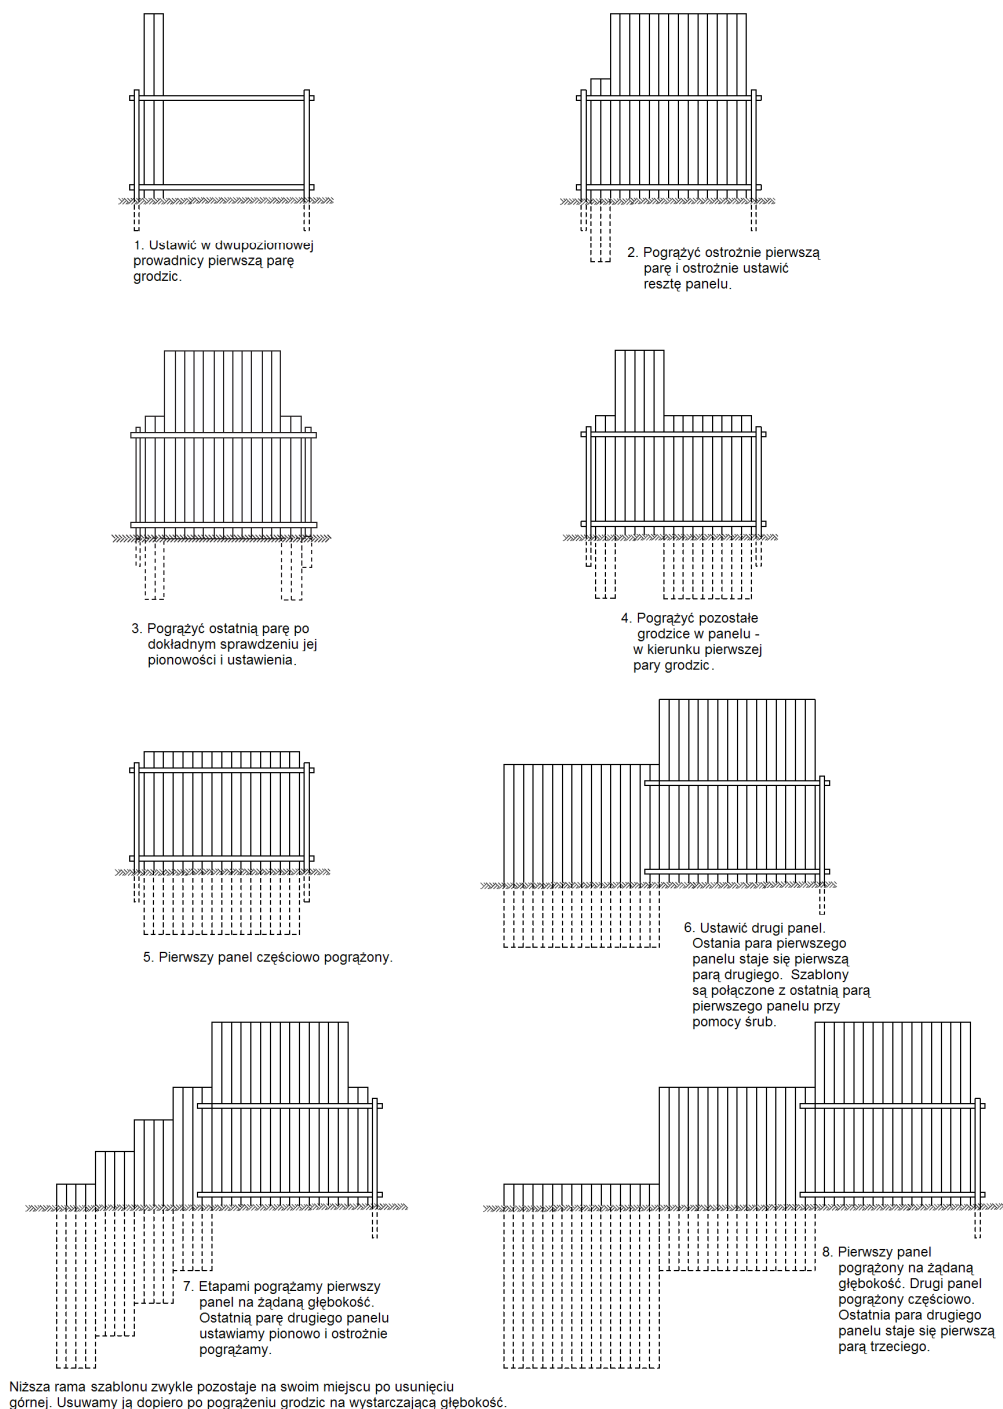 1. Ustawić w dwupoziomowej
prowadnicy pierwszą parę
grodzic.
2. Pogrążyć ostrożnie pierwszą
parę i ostrożnie ustawić
resztę panelu.
3. Pogrążyć ostatnią parę po
dokładnym sprawdzeniu jej
pionowości i ustawienia.
4. Pogrążyć pozostałe
grodzice w panelu -
w kierunku pierwszej
pary grodzic.
5. Pierwszy panel częściowo pogrążony.
6. Ustawić drugi panel.
Ostania para pierwszego
panelu staje się pierwszą
parą drugiego. Szablony
są połączone z ostatnią parą
pierwszego panelu przy
pomocy śrub.
7. Etapami pogrążamy pierwszy
panel na żądaną głębokość.
Ostatnią parę drugiego panelu
ustawiamy pionowo i ostrożnie
pogrążamy.
8. Pierwszy panel
pogrążony na żądaną
głębokość. Drugi panel
pogrążony częściowo.
Ostatnia para drugiego
panelu staje się pierwszą
parą trzeciego.
Niższa rama szablonu zwykle pozostaje na swoim miejscu po usunięciu
górnej. Usuwamy ją dopiero po pogrążeniu grodzic na wystarczającą głębokość.